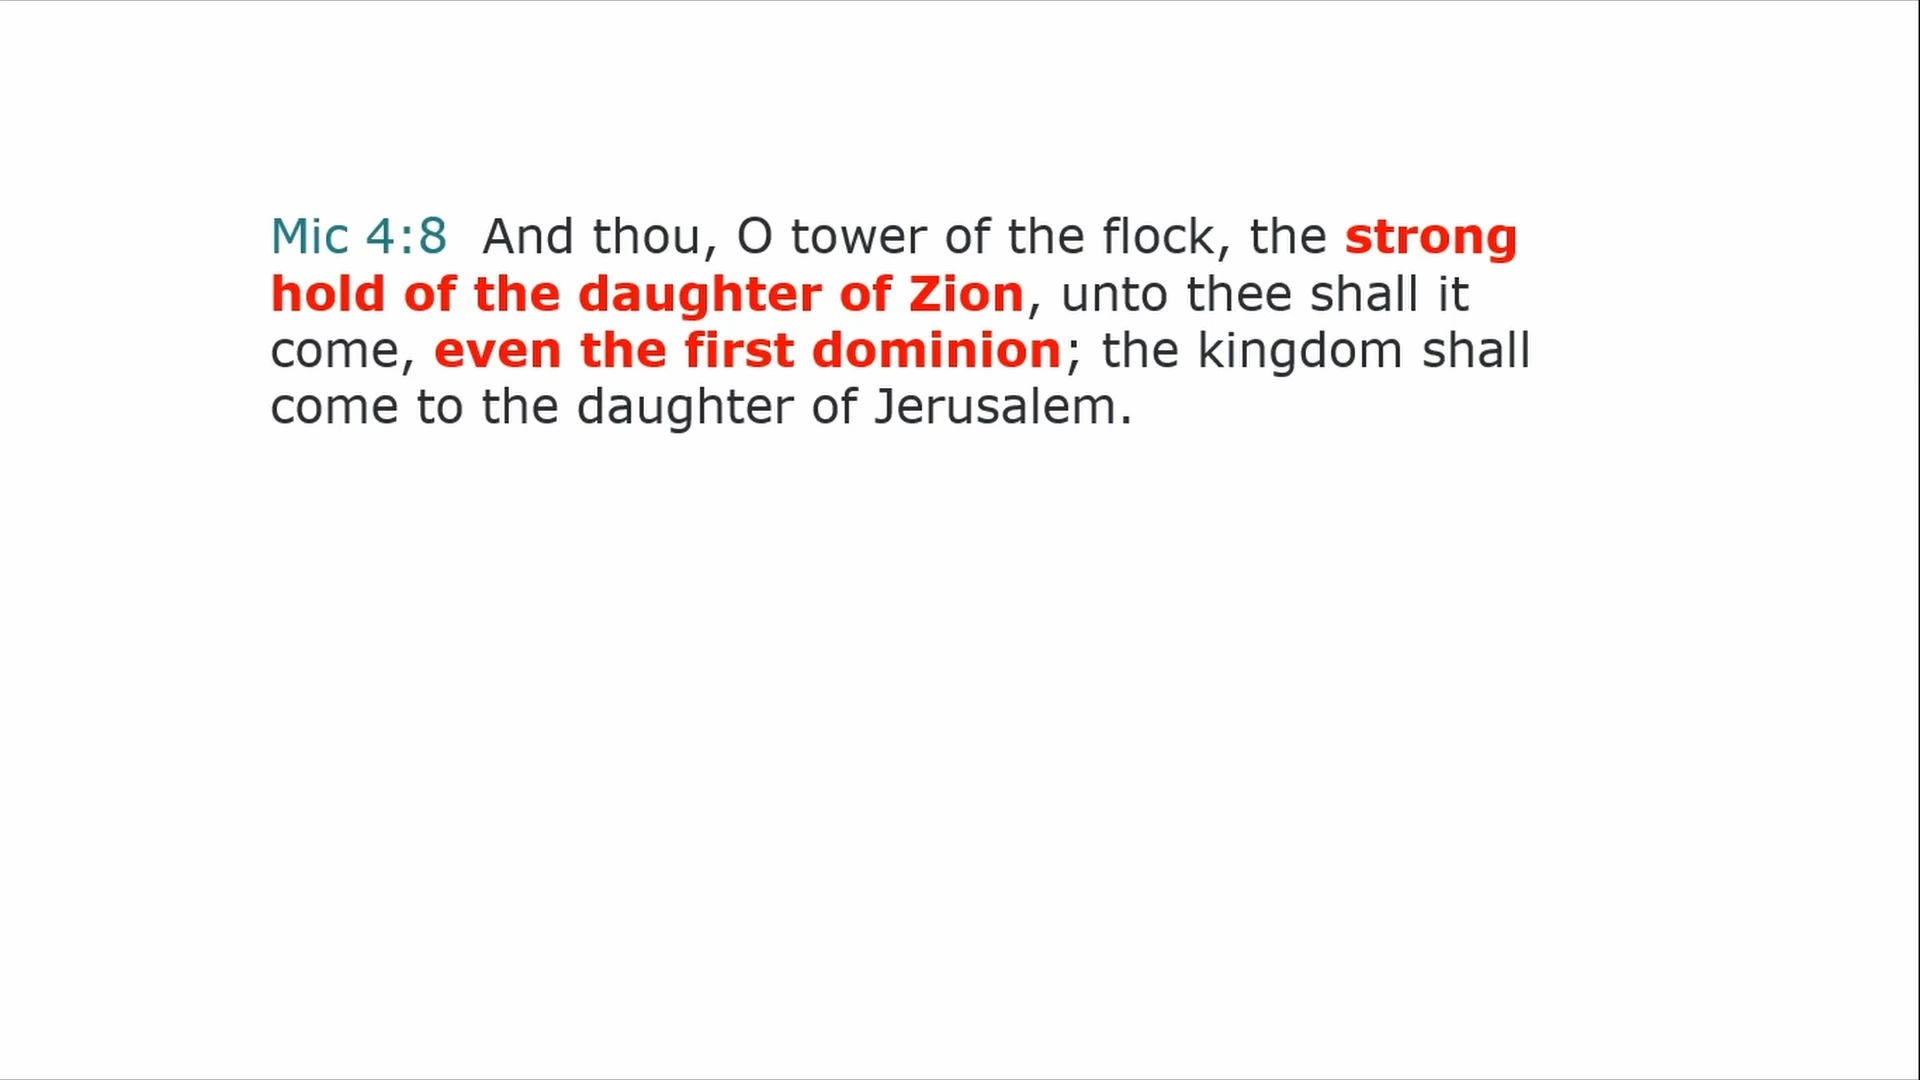 Mic 4:8  And thou, O tower of the flock, the strong
hold of the daughter of Zion, unto thee shall it
come, even the first dominion; the kingdom shall
come to the daughter of Jerusalem.